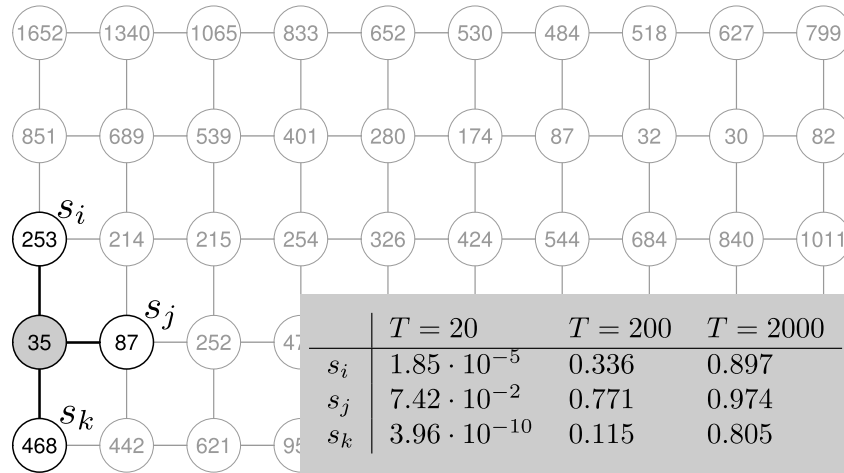 1652 1340 1065 833 652 530 484 518 627 799
851 689 539 401 280 174 87 32 30 82
s_i
253 214 215 254 326 424 544 684 840 1011
s_j
35 87 252
s_k
468 442 621
T = 20 T = 200 T = 2000
s_i 1.85 · 10^{-5} 0.336 0.897
s_j 7.42 · 10^{-2} 0.771 0.974
s_k 3.96 · 10^{-10} 0.115 0.805